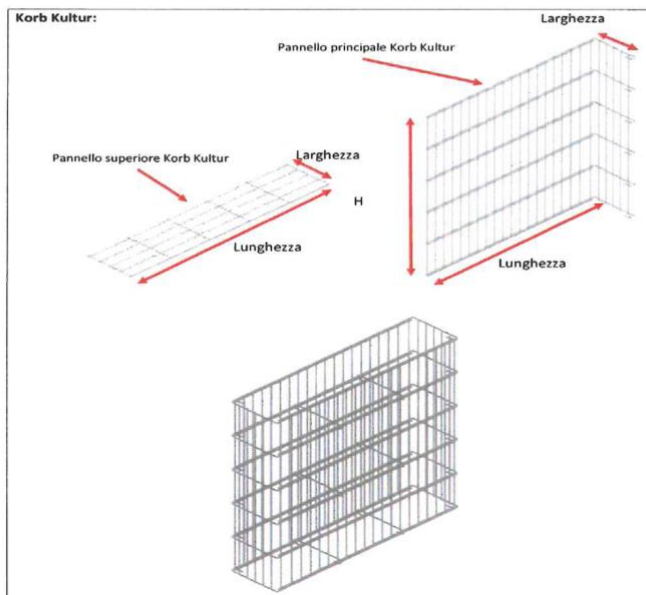 Korb Kultur:
Larghezza
Pannello principale Korb Kultur
Larghezza
Pannello superiore Korb Kultur
H
Lunghezza
Lunghezza